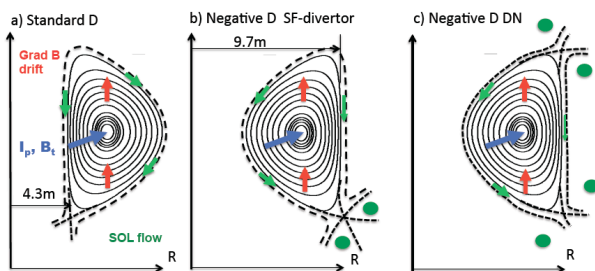 a) Standard D
b) Negative D SF-divertor
c) Negative D DN
Grad B
drift
9.7m
Ip, Bt
4.3m
SOL flow
R
R
R